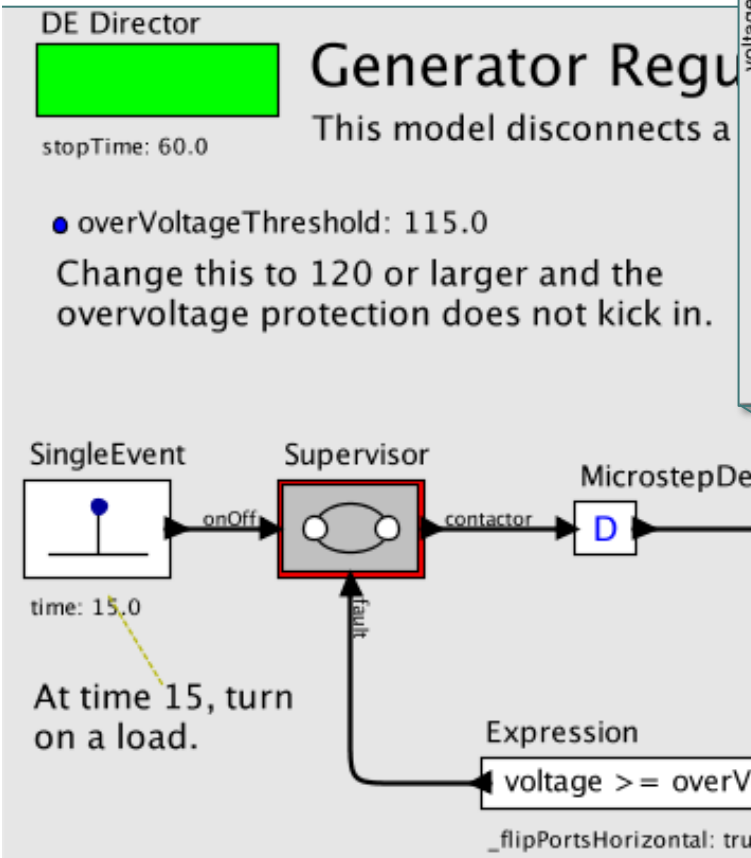 DE Director
Generator Regu
This model disconnects a
stopTime: 60.0
overVoltageThreshold: 115.0
Change this to 120 or larger and the
overvoltage protection does not kick in.
voltage
SingleEvent
Supervisor
MicrostepDe
onOff
contactor
D
time: 15.0
fault
At time 15, turn
on a load.
Expression
voltage >= overV
_flipPortsHorizontal: tru